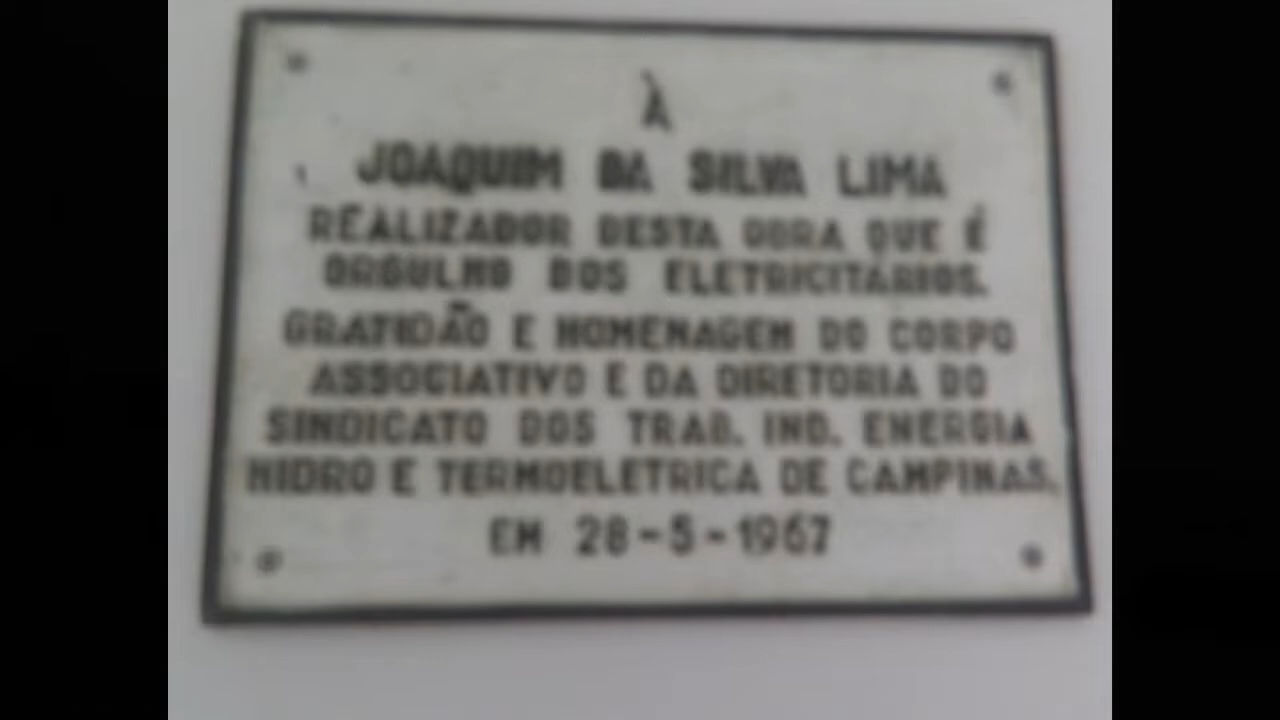 À
JOAQUIM DA SILVA LIMA
REALIZADOR DESTA OBRA QUE É
ORGULHO DOS ELETRICITÁRIOS.
GRATIDÃO E HOMENAGEM DO CORPO
ASSOCIATIVO E DA DIRETORIA DO
SINDICATO DOS TRAB. IND. ENERGIA
HIDRO E TERMOELETRICA DE CAMPINAS.
EM 28-5-1967